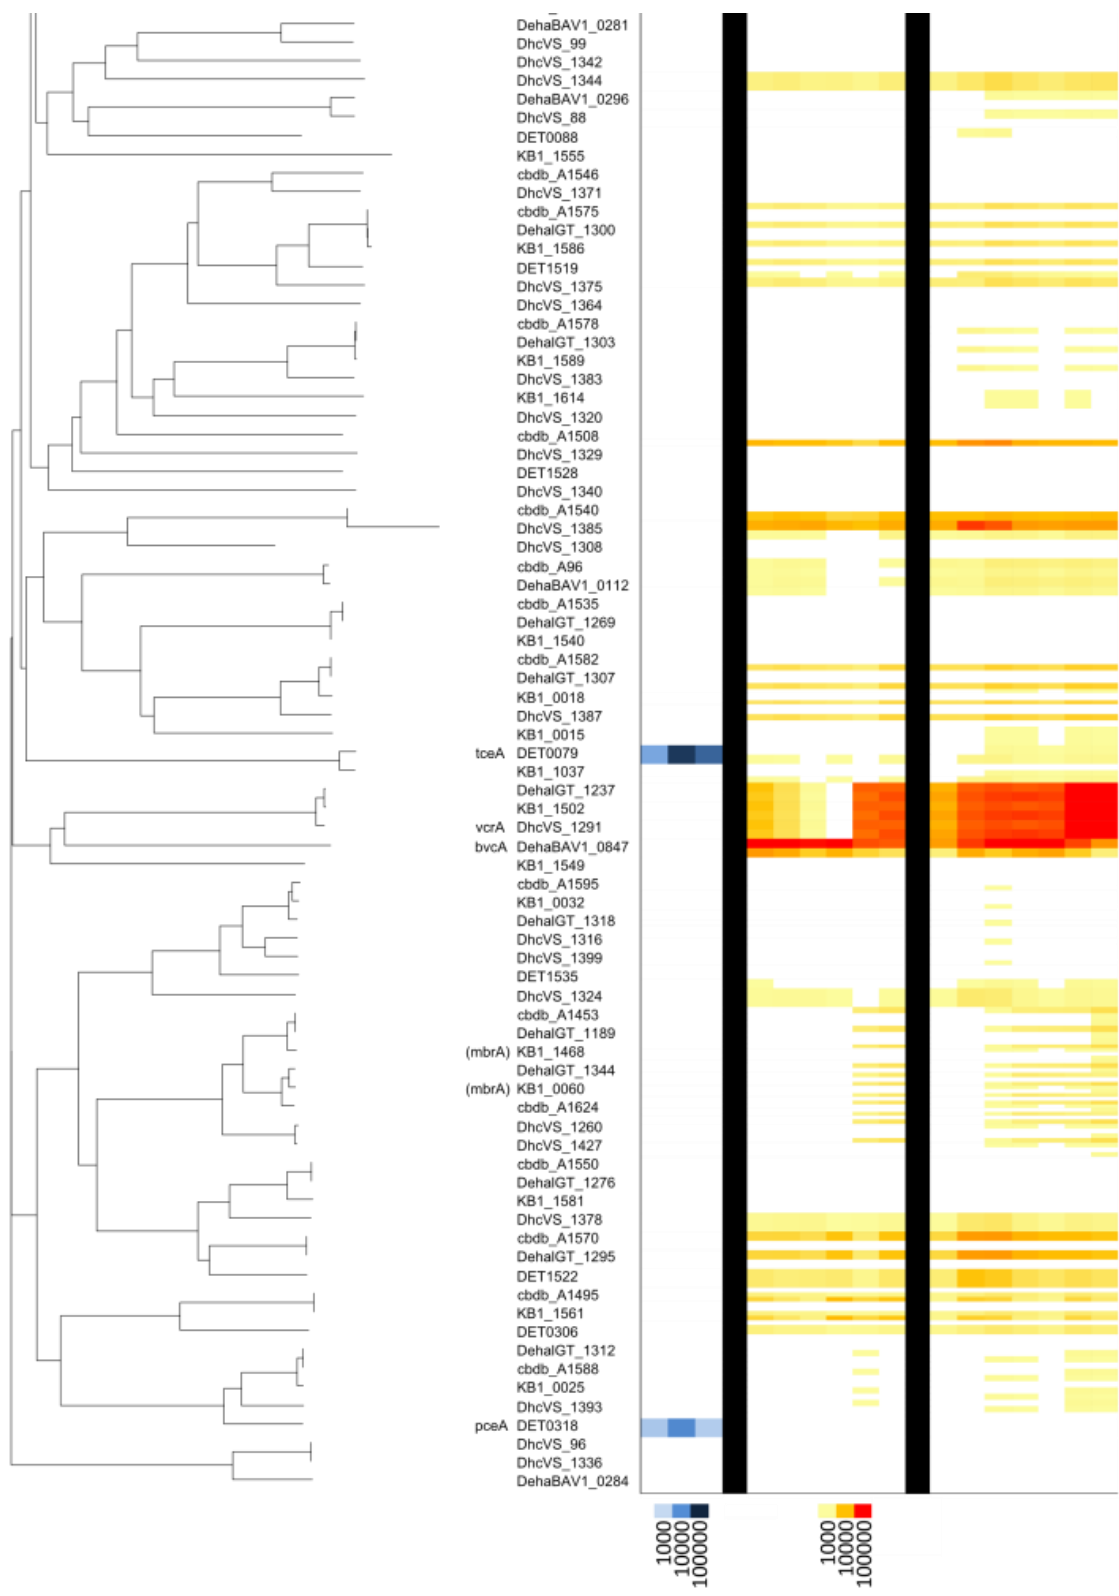 DehaBAV1_0281
DhcVS_99
DhcVS_1342
DhcVS_1344
DehaBAV1_0296
DhcVS_88
DET0088
KB1_1555
cbdb_A1546
DhcVS_1371
cbdb_A1575
DehalGT_1300
KB1_1586
DET1519
DhcVS_1375
DhcVS_1364
cbdb_A1578
DehalGT_1303
KB1_1589
DhcVS_1383
KB1_1614
DhcVS_1320
cbdb_A1508
DhcVS_1329
DET1528
DhcVS_1340
cbdb_A1540
DhcVS_1385
DhcVS_1308
cbdb_A96
DehaBAV1_0112
cbdb_A1535
DehalGT_1269
KB1_1540
cbdb_A1582
DehalGT_1307
KB1_0018
DhcVS_1387
KB1_0015
tceA DET0079
KB1_1037
DehalGT_1237
KB1_1502
vcrA DhcVS_1291
bvcA DehaBAV1_0847
KB1_1549
cbdb_A1595
KB1_0032
DehalGT_1318
DhcVS_1316
DhcVS_1399
DET1535
DhcVS_1324
cbdb_A1453
DehalGT_1189
(mbrA) KB1_1468
DehalGT_1344
(mbrA) KB1_0060
cbdb_A1624
DhcVS_1260
DhcVS_1427
cbdb_A1550
DehalGT_1276
KB1_1581
DhcVS_1378
cbdb_A1570
DehalGT_1295
DET1522
cbdb_A1495
KB1_1561
DET0306
DehalGT_1312
cbdb_A1588
KB1_0025
DhcVS_1393
pceA DET0318
DhcVS_96
DhcVS_1336
DehaBAV1_0284
1000
10000
100000
1000
10000
100000